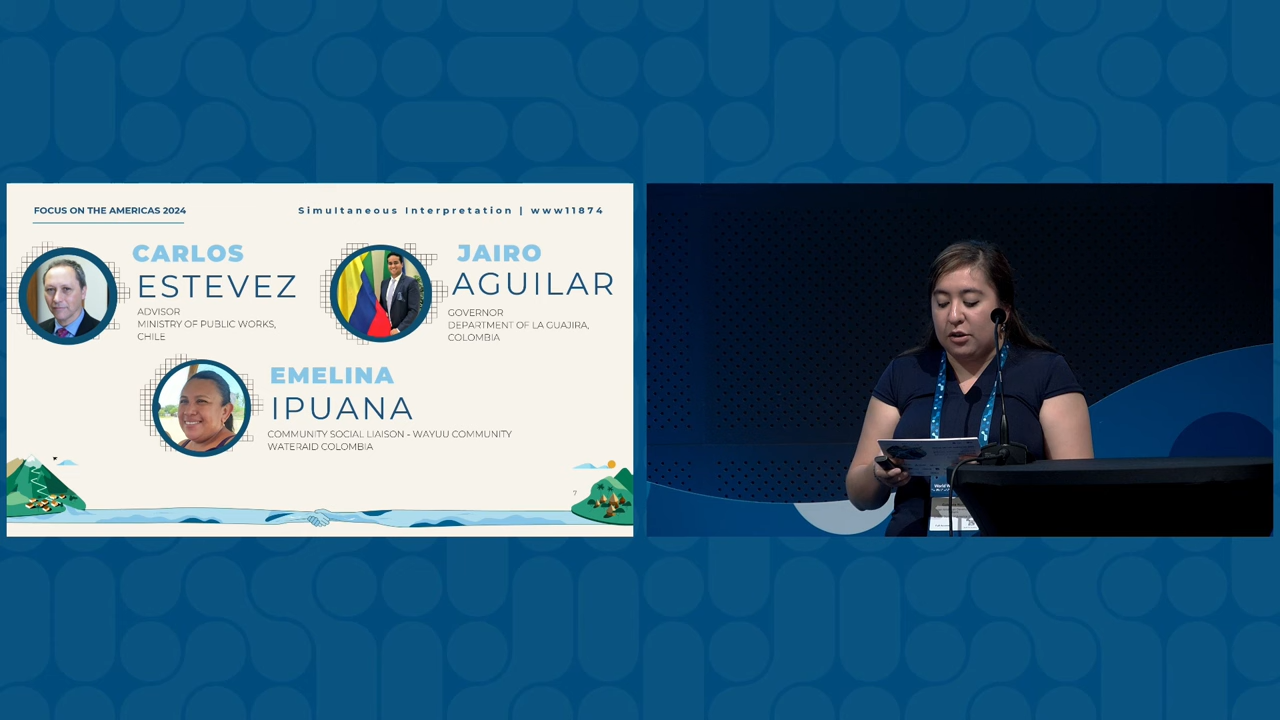 FOCUS ON THE AMERICAS 2024
Simultaneous Interpretation | www11874
CARLOS
ESTEVEZ
ADVISOR
MINISTRY OF PUBLIC WORKS,
CHILE
JAIRO
AGUILAR
GOVERNOR
DEPARTMENT OF LA GUAJIRA,
COLOMBIA
EMELINA
IPUANA
COMMUNITY SOCIAL LIAISON - WAYUU COMMUNITY
WATERAID COLOMBIA
7